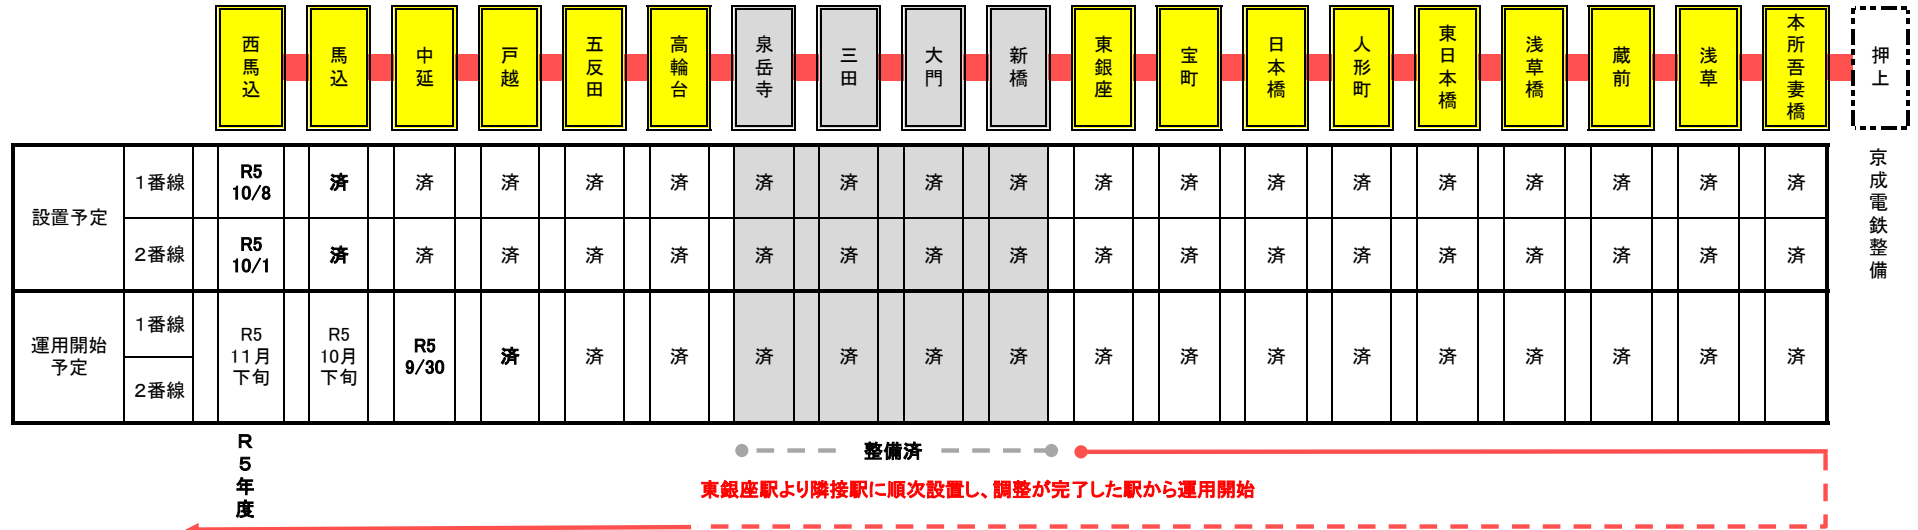 西馬込 馬込 中延 戸越 五反田 高輪台 泉岳寺 三田 大門 新橋 東銀座 宝町 日本橋 人形町 東日本橋 浅草橋 蔵前 浅草 本所吾妻橋 押上
京成電鉄整備
設置予定
1番線 R5 10/8 済 済 済 済 済 済 済 済 済 済 済 済 済 済 済 済 済 済
2番線 R5 10/1 済 済 済 済 済 済 済 済 済 済 済 済 済 済 済 済 済 済
運用開始
予定
1番線
2番線
R5
11月
下旬
R5
10月
下旬
R5
9/30
済 済 済 済 済 済 済 済 済 済 済 済 済 済 済 済
R5年度
整備済
東銀座駅より隣接駅に順次設置し、調整が完了した駅から運用開始